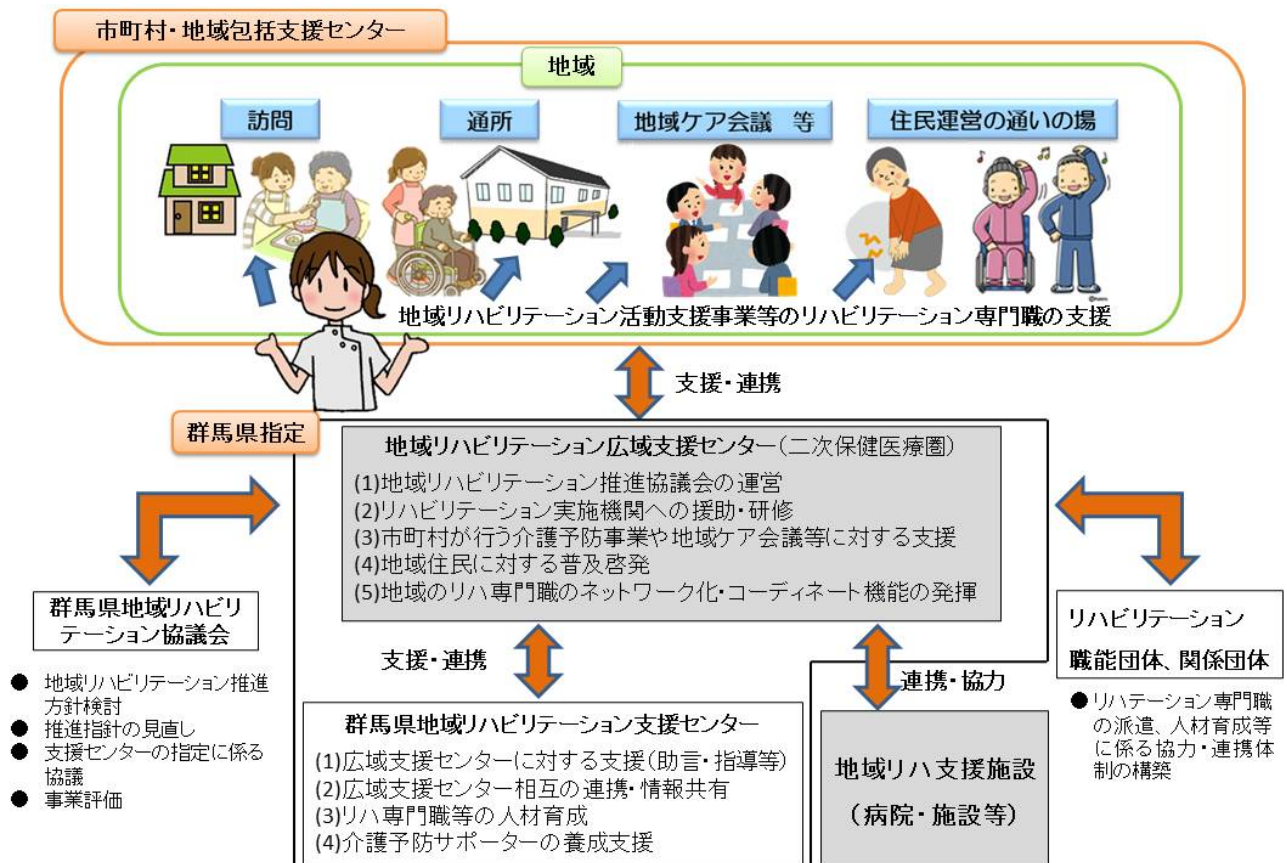 市町村・地域包括支援センター
地域
訪問
通所
地域ケア会議　等
住民運営の通いの場
地域リハビリテーション活動支援事業等のリハビリテーション専門職の支援
支援・連携
群馬県指定
地域リハビリテーション広域支援センター(二次保健医療圏)
(1)地域リハビリテーション推進協議会の運営
(2)リハビリテーション実施機関への援助・研修
(3)市町村が行う介護予防事業や地域ケア会議等に対する支援
(4)地域住民に対する普及啓発
(5)地域のリハ専門職のネットワーク化・コーディネート機能の発揮
群馬県地域リハビリ
テーション協議会
● 地域リハビリテーション推進
方針検討
● 推進指針の見直し
● 支援センターの指定に係る
協議
● 事業評価
支援・連携
群馬県地域リハビリテーション支援センター
(1)広域支援センターに対する支援(助言・指導等)
(2)広域支援センター相互の連携・情報共有
(3)リハ専門職等の人材育成
(4)介護予防サポーターの養成支援
連携・協力
地域リハ支援施設
(病院・施設等)
リハビリテーション
職能団体、関係団体
●リハテーション専門職
の派遣、人材育成等
に係る協力・連携体
制の構築